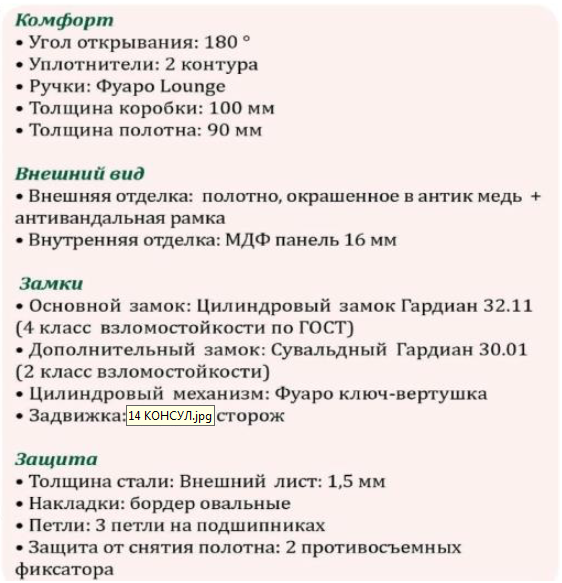 Комфорт
• Угол открывания: 180 °
• Уплотнители: 2 контура
• Ручки: Фуаро Lounge
• Толщина коробки: 100 мм
• Толщина полотна: 90 мм
Внешний вид
• Внешняя отделка: полотно, окрашенное в антик медь +
антивандальная рамка
• Внутренняя отделка: МДФ панель 16 мм
Замки
• Основной замок: Цилиндровый замок Гардиан 32.11
(4 класс взломостойкости по ГОСТ)
• Дополнительный замок: Сувальдный Гардиан 30.01
(2 класс взломостойкости)
• Цилиндровый механизм: Фуаро ключ-вертушка
• Задвижка: 14 КОНСУЛ.jpg сторож
Защита
• Толщина стали: Внешний лист: 1,5 мм
• Накладки: бордер овальные
• Петли: 3 петли на подшипниках
• Защита от снятия полотна: 2 противосъемных
фиксатора